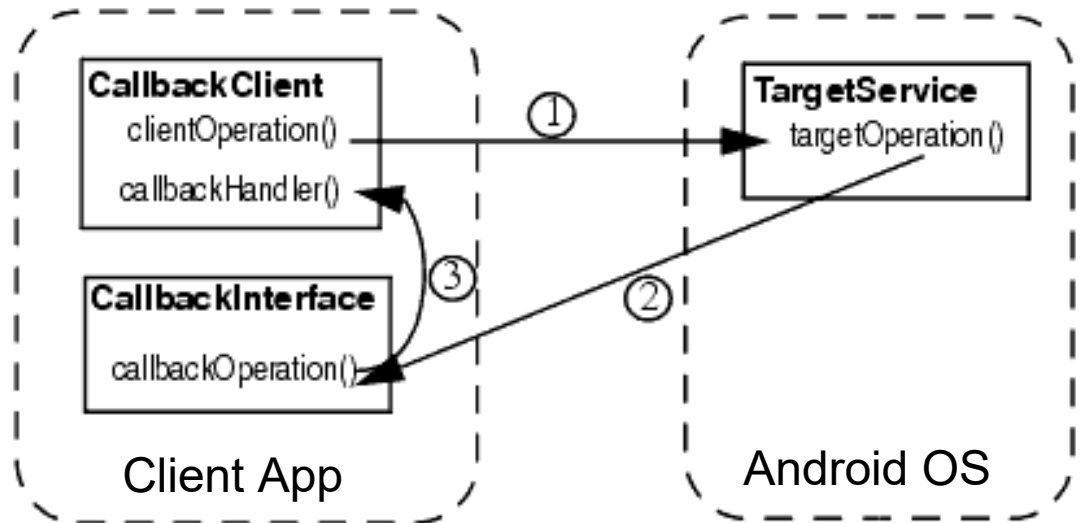 CallbackClient
clientOperation()
callbackHandler()
1
TargetService
targetOperation()
CallbackInterface
callbackOperation()
3
2
Client App
Android OS